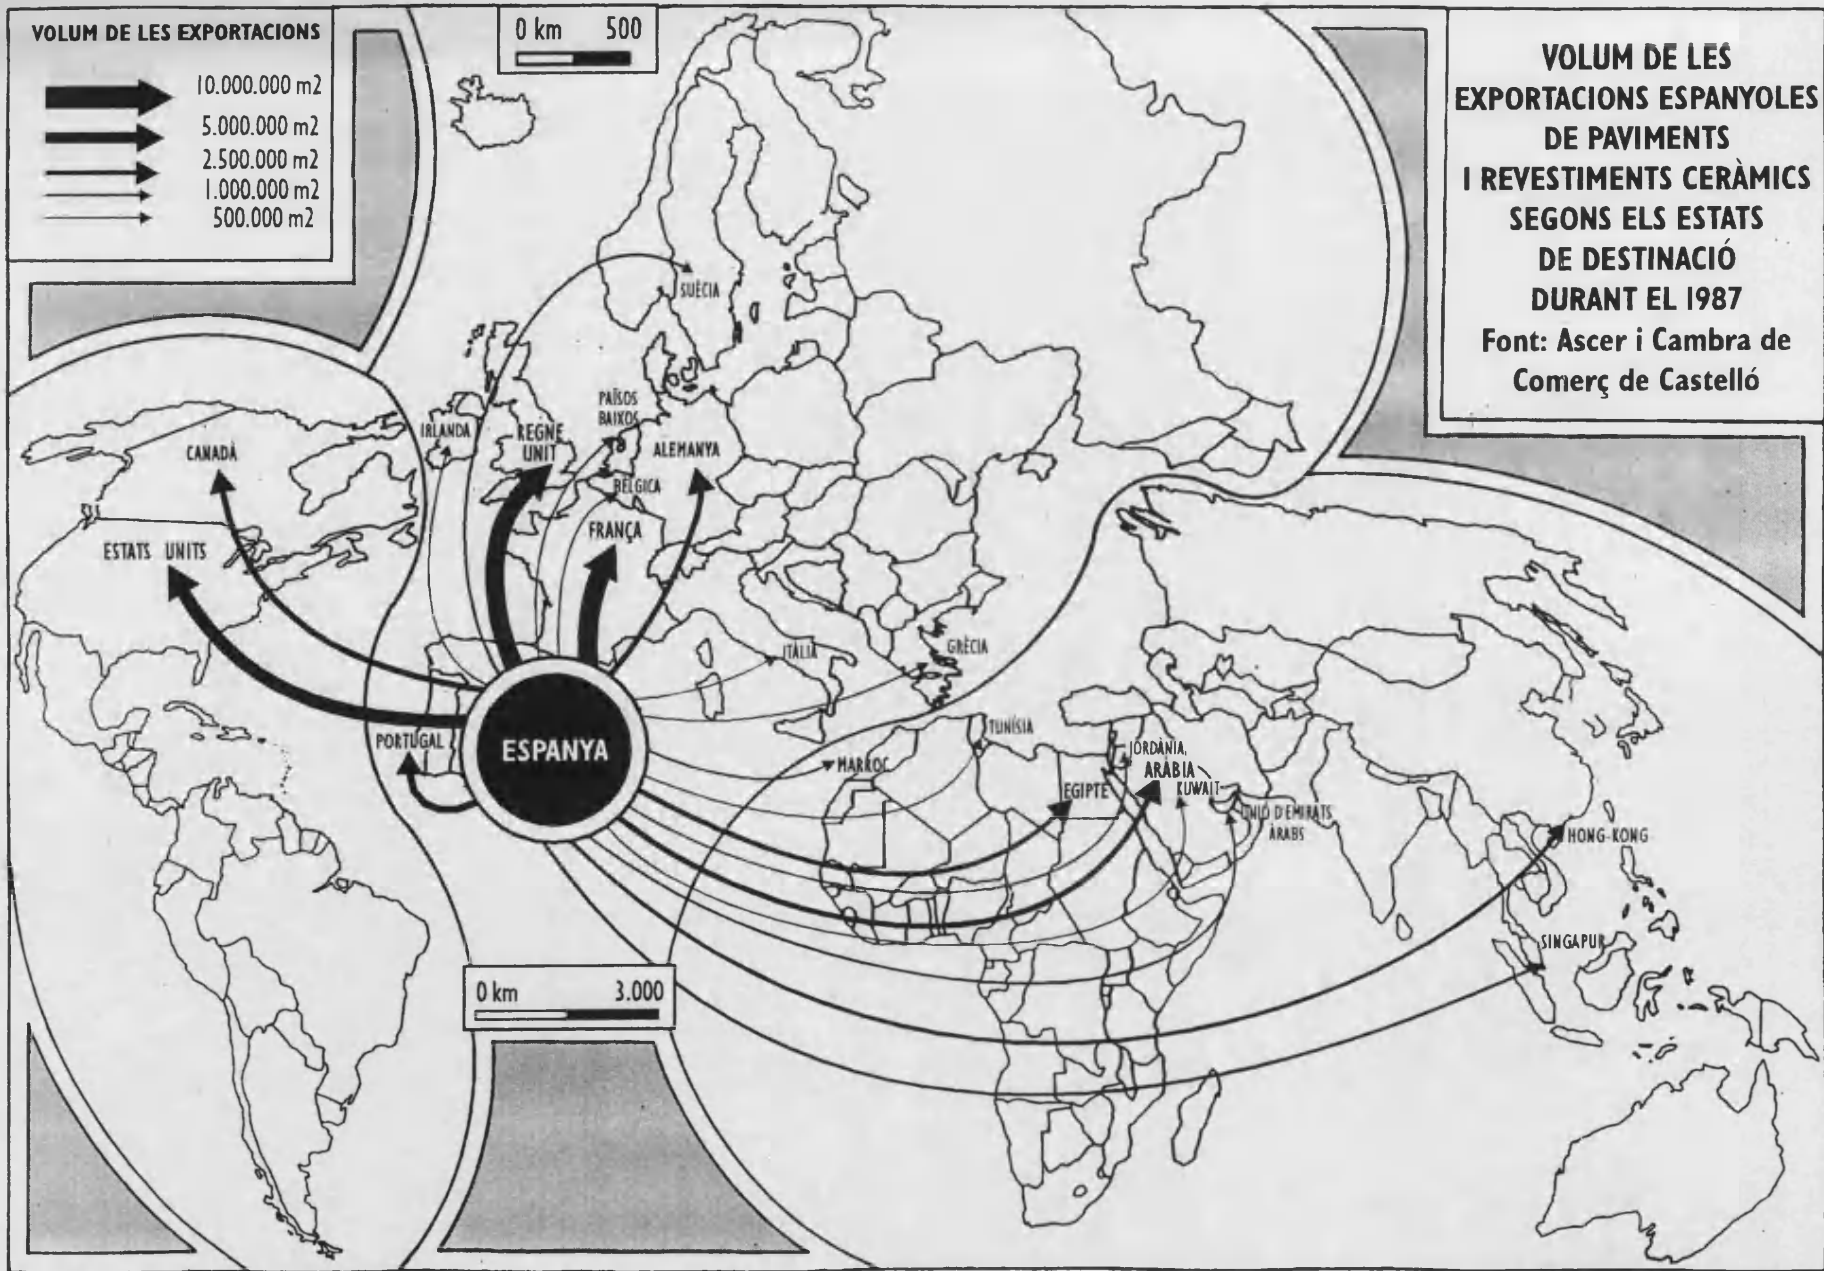 VOLUM DE LES EXPORTACIONS
10.000.000 m2
5.000.000 m2
2.500.000 m2
1.000.000 m2
500.000 m2
0 km 500
VOLUM DE LES
EXPORTACIONS ESPANYOLES
DE PAVIMENTS
I REVESTIMENTS CERÀMICS
SEGONS ELS ESTATS
DE DESTINACIÓ
DURANT EL 1987
Font: Ascer i Cambra de
Comerç de Castelló
SUÈCIA
PAÏSOS
BAIXOS
IRLANDA
REGNE
UNIT
ALEMANYA
CANADÀ
BÈLGICA
FRANÇA
ESTATS UNITS
ITÀLIA
GRÈCIA
TUNÍSIA
PORTUGAL
ESPANYA
MARROC
JORDÀNIA,
ARÀBIA
KUWAIT
EGIPTE
UNIÓ D'EMIRATS
ÀRABS
HONG-KONG
SINGAPUR
0 km 3.000